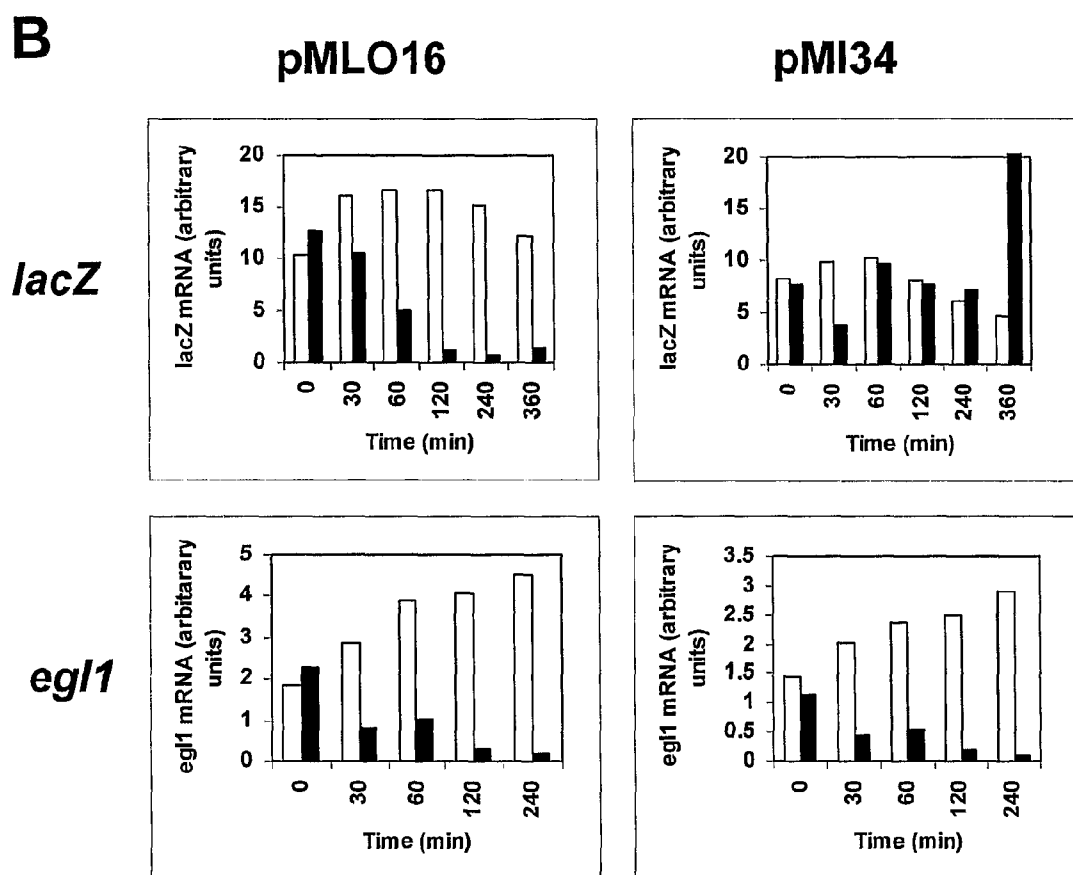 B
pMLO16
pMI34
lacZ
lacZ mRNA (arbitrary
units)
20
15
10
5
0
0 30 60 120 240 360
Time (min)
lacZ mRNA (arbitrary
units)
20
15
10
5
0
0 30 60 120 240 360
Time (min)
egl1
egl1 mRNA (arbitarary
units)
5
4
3
2
1
0
0 30 60 120 240
Time (min)
egl1 mRNA (arbitrary
units)
3.5
3
2.5
2
1.5
1
0.5
0
0 30 60 120 240
Time (min)